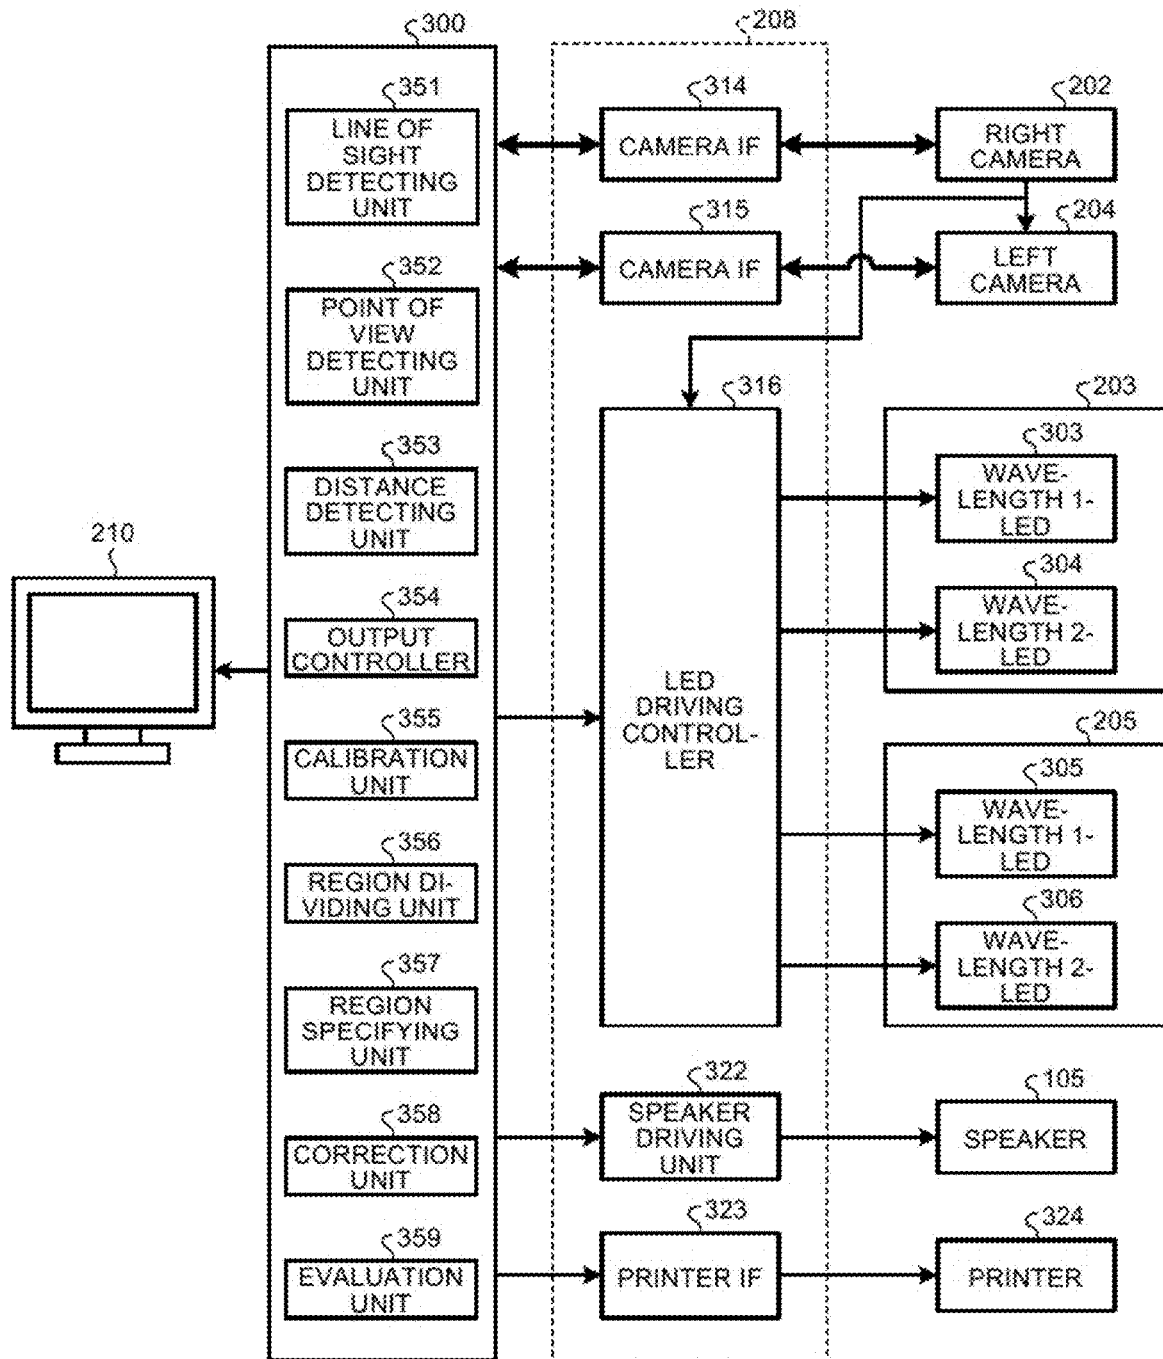 300
208
351
LINE OF
SIGHT
DETECTING
UNIT
314
CAMERA IF
202
RIGHT
CAMERA
315
CAMERA IF
204
LEFT
CAMERA
352
POINT OF
VIEW
DETECTING
UNIT
316
LED
DRIVING
CONTROL-
LER
203
303
WAVE-
LENGTH 1-
LED
304
WAVE-
LENGTH 2-
LED
353
DISTANCE
DETECTING
UNIT
210
354
OUTPUT
CONTROLLER
355
CALIBRATION
UNIT
205
305
WAVE-
LENGTH 1-
LED
306
WAVE-
LENGTH 2-
LED
356
REGION DI-
VIDING UNIT
357
REGION
SPECIFYING
UNIT
358
CORRECTION
UNIT
322
SPEAKER
DRIVING
UNIT
105
SPEAKER
359
EVALUATION
UNIT
323
PRINTER IF
324
PRINTER